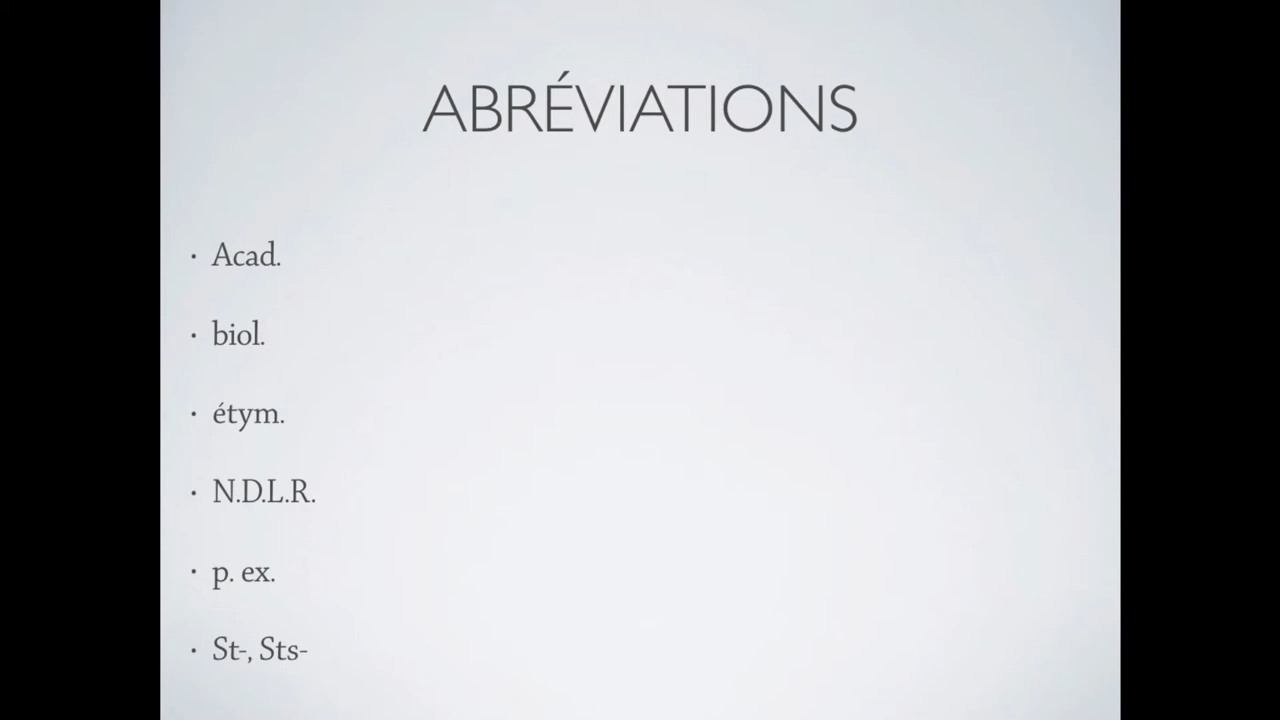 ABRÉVIATIONS
• Acad.
• biol.
• étym.
• N.D.L.R.
• p. ex.
• St-, Sts-